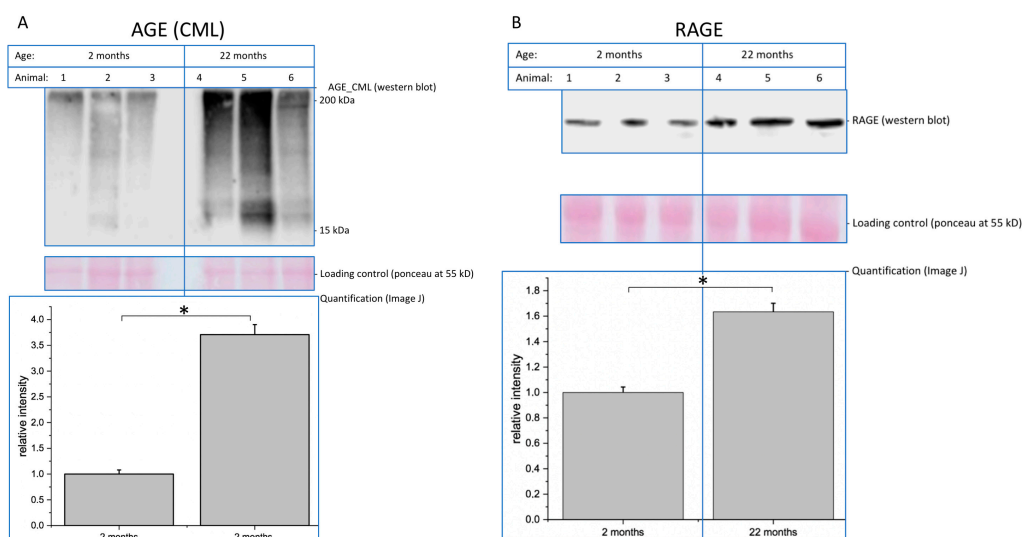 A
AGE (CML)
Age: 2 months 22 months
Animal: 1 2 3 4 5 6
AGE_CML (western blot)
200 kDa
15 kDa
Loading control (ponceau at 55 kD)
Quantification (Image J)
*
4.0
3.5
3.0
2.5
2.0
1.5
1.0
0.5
0.0
relative intensity
2 months 2 months
B
RAGE
Age: 2 months 22 months
Animal: 1 2 3 4 5 6
RAGE (western blot)
Loading control (ponceau at 55 kD)
Quantification (Image J)
*
1.8
1.6
1.4
1.2
1.0
0.8
0.6
0.4
0.2
0.0
relative intensity
2 months 22 months